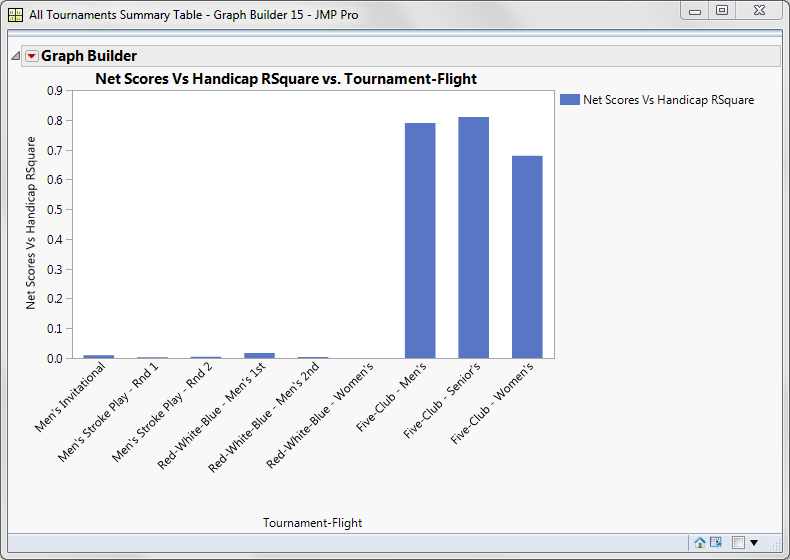 All Tournaments Summary Table - Graph Builder 15 - JMP Pro
Graph Builder
Net Scores Vs Handicap RSquare vs. Tournament-Flight
Net Scores Vs Handicap RSquare
0.9
0.8
0.7
0.6
0.5
0.4
0.3
0.2
0.1
0.0
Net Scores Vs Handicap RSquare
Men's Invitational
Men's Stroke Play - Rnd 1
Men's Stroke Play - Rnd 2
Red-White-Blue - Men's 1st
Red-White-Blue - Men's 2nd
Red-White-Blue - Women's
Five-Club - Men's
Five-Club - Senior's
Five-Club - Women's
Tournament-Flight